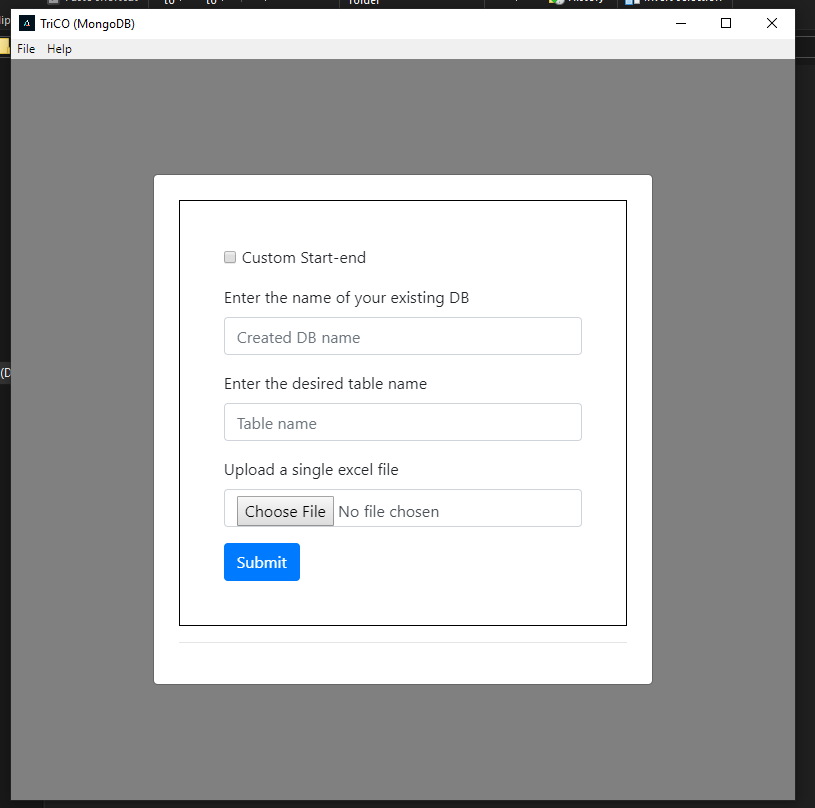 folder
TriCO (MongoDB)
File Help
Custom Start-end
Enter the name of your existing DB
Created DB name
Enter the desired table name
Table name
Upload a single excel file
Choose File No file chosen
Submit